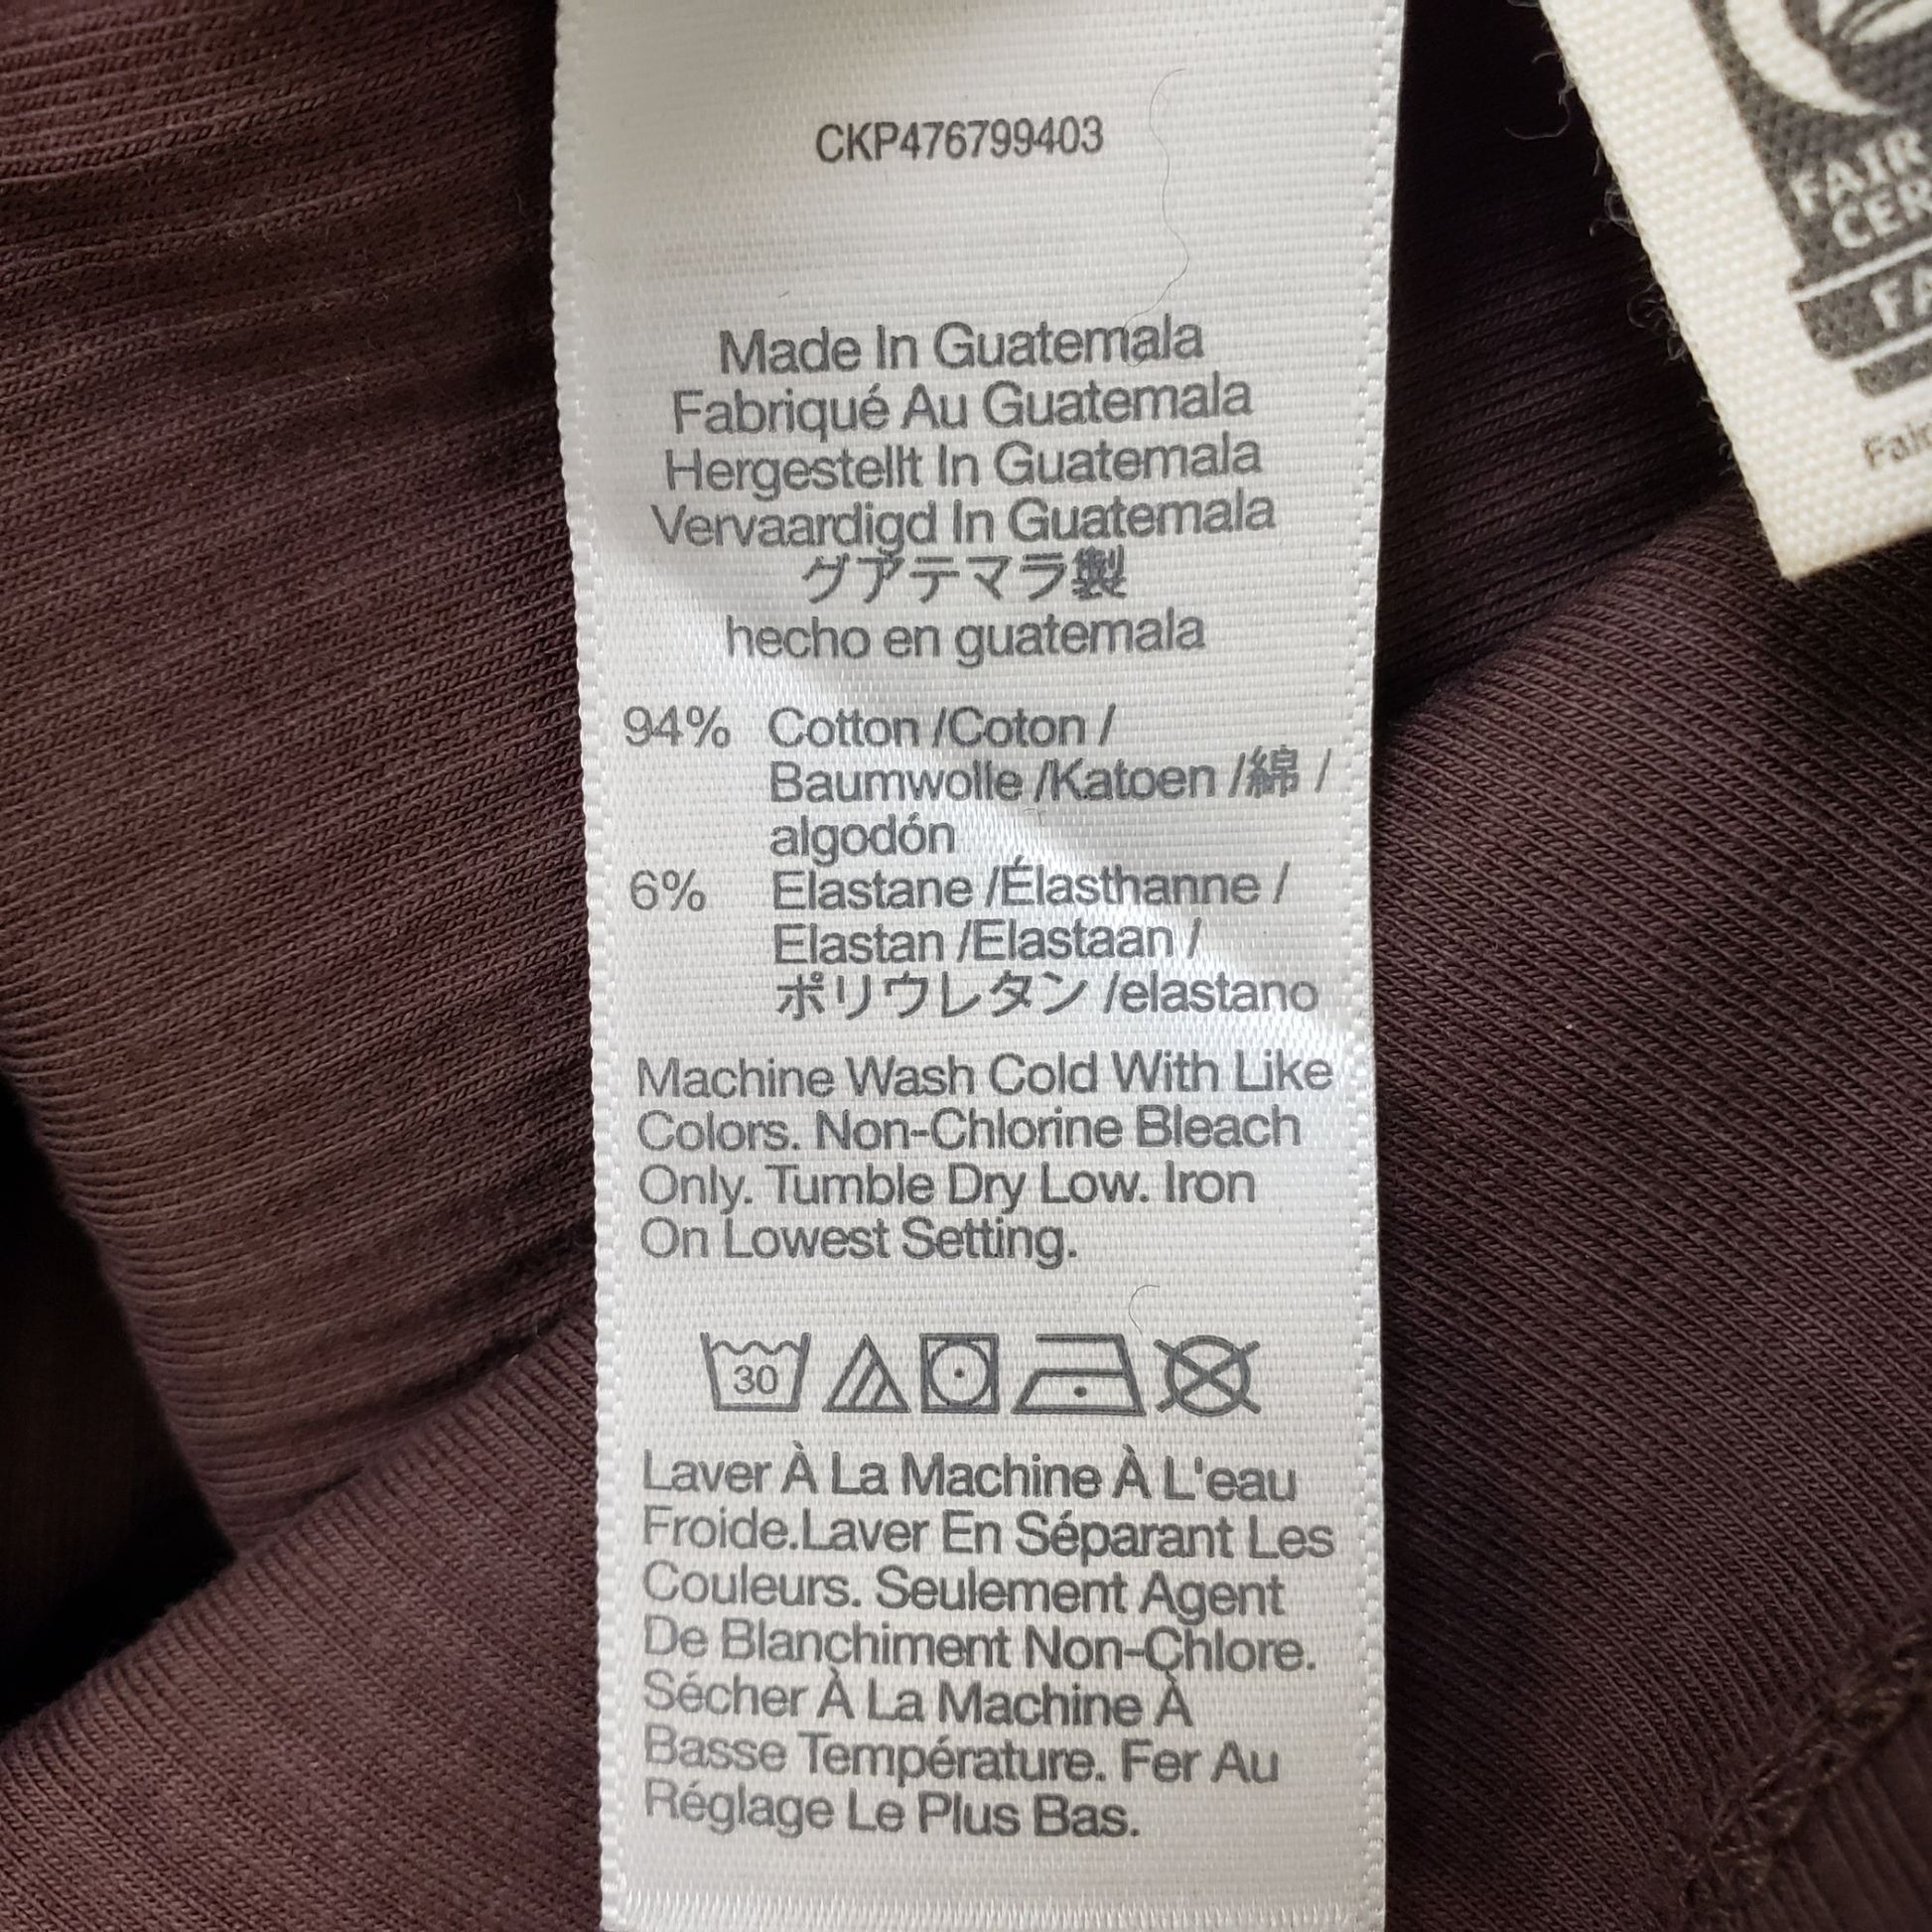 CKP476799403
Made In Guatemala
Fabriqué Au Guatemala
Hergestellt In Guatemala
Vervaardigd In Guatemala
グアテマラ製
hecho en guatemala
94% Cotton /Coton /
Baumwolle /Katoen /綿 /
algodón
6% Elastane /Élasthanne /
Elastan /Elastaan /
ポリウレタン /elastano
Machine Wash Cold With Like
Colors. Non-Chlorine Bleach
Only. Tumble Dry Low. Iron
On Lowest Setting.
30
Laver À La Machine À L'eau
Froide.Laver En Séparant Les
Couleurs. Seulement Agent
De Blanchiment Non-Chlore.
Sécher À La Machine À
Basse Température. Fer Au
Réglage Le Plus Bas.
FAIR